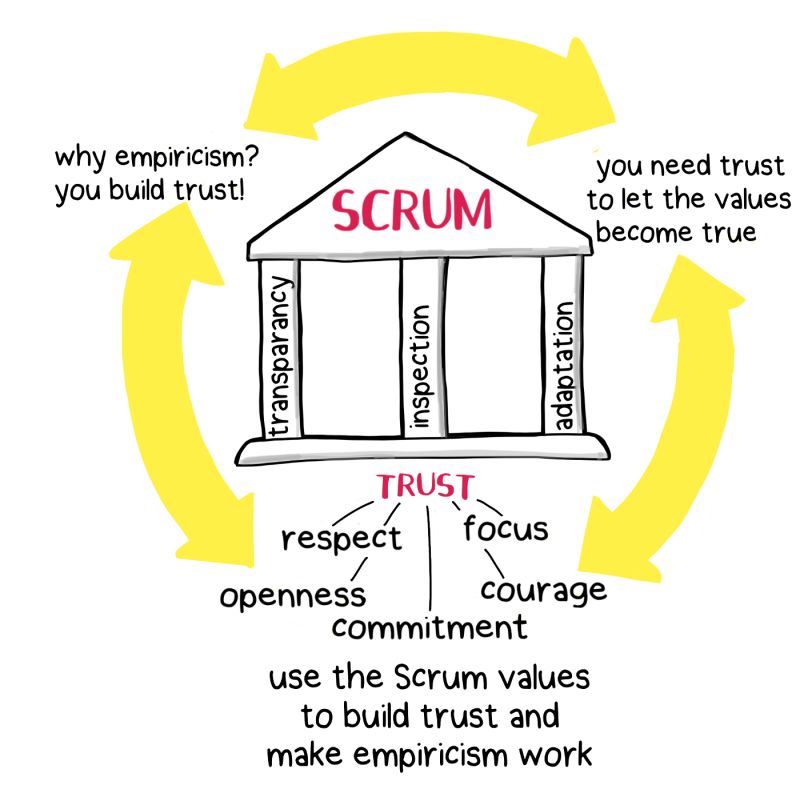 why empiricism?
you build trust!
you need trust
to let the values
become true
SCRUM
transparancy
inspection
adaptation
TRUST
respect
focus
openness
courage
commitment
use the Scrum values
to build trust and
make empiricism work